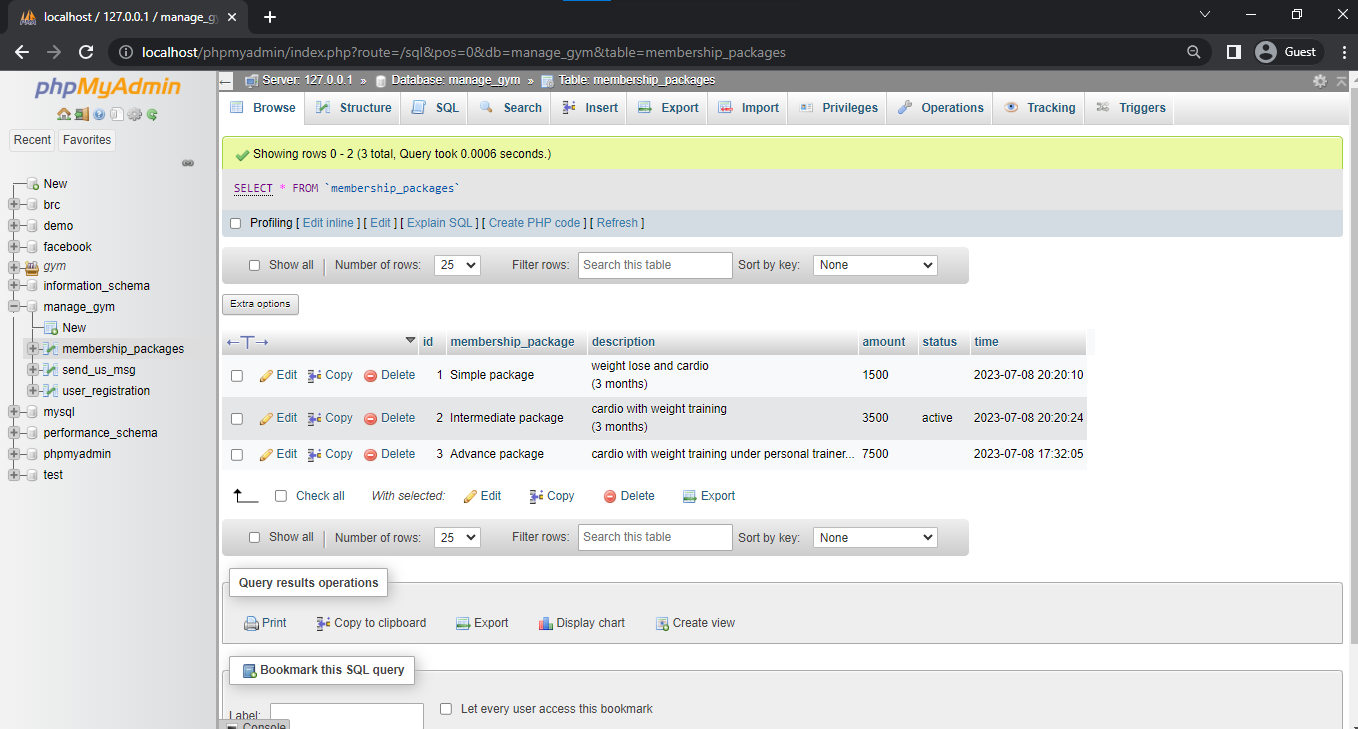 localhost / 127.0.0.1 / manage_g
localhost/phpmyadmin/index.php?route=/sql&pos=0&db=manage_gym&table=membership_packages
Guest
phpMyAdmin
Recent Favorites
New
brc
demo
facebook
gym
information_schema
manage_gym
New
membership_packages
send_us_msg
user_registration
mysql
performance_schema
phpmyadmin
test
Server: 127.0.0.1 » Database: manage_gym » Table: membership_packages
Browse Structure SQL Search Insert Export Import Privileges Operations Tracking Triggers
Showing rows 0 - 2 (3 total, Query took 0.0006 seconds.)
SELECT * FROM `membership_packages`
Profiling [ Edit inline ] [ Edit ] [ Explain SQL ] [ Create PHP code ] [ Refresh ]
Show all Number of rows: 25 Filter rows: Search this table Sort by key: None
Extra options
←T→ id membership_package description amount status time
Edit Copy Delete 1 Simple package weight lose and cardio
(3 months) 1500 2023-07-08 20:20:10
Edit Copy Delete 2 Intermediate package cardio with weight training
(3 months) 3500 active 2023-07-08 20:20:24
Edit Copy Delete 3 Advance package cardio with weight training under personal trainer... 7500 2023-07-08 17:32:05
Check all With selected: Edit Copy Delete Export
Show all Number of rows: 25 Filter rows: Search this table Sort by key: None
Query results operations
Print Copy to clipboard Export Display chart Create view
Bookmark this SQL query
Label: Let every user access this bookmark
Console